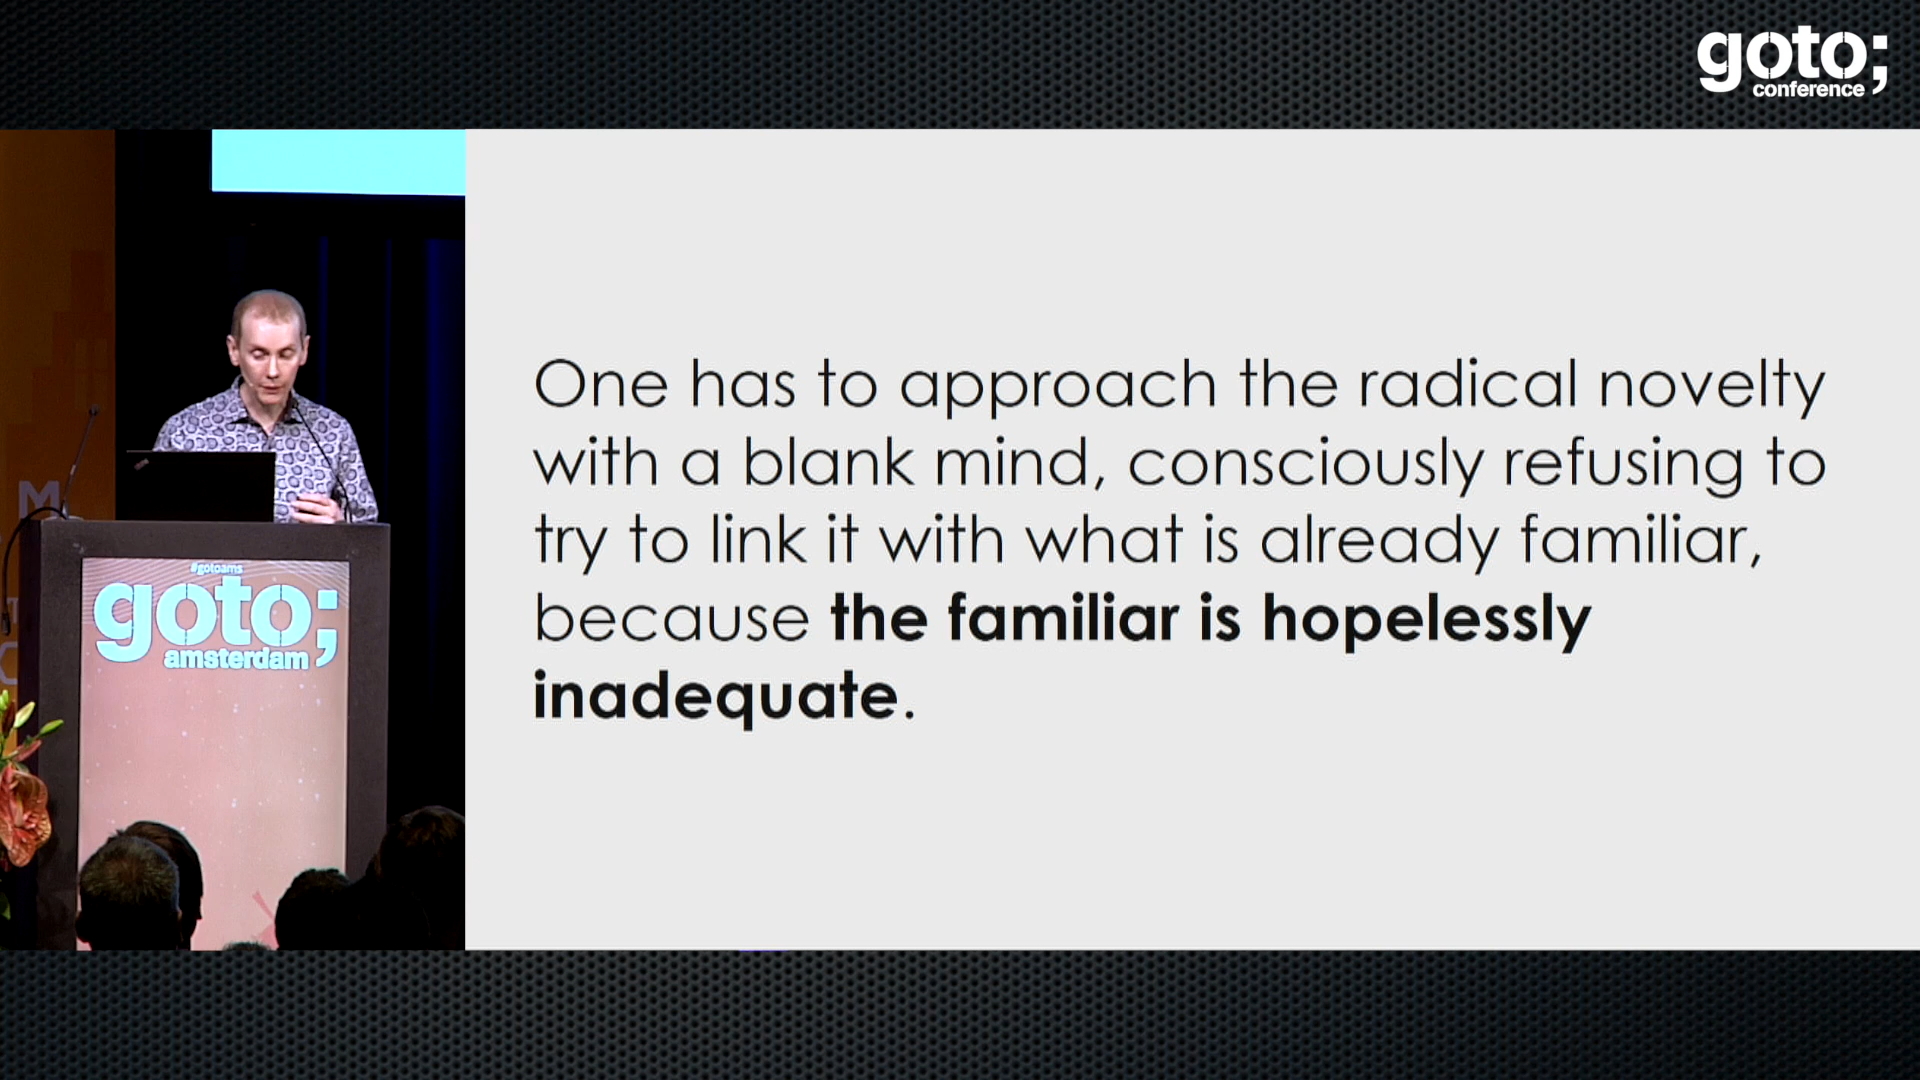 goto;
conference
One has to approach the radical novelty
with a blank mind, consciously refusing to
try to link it with what is already familiar,
because the familiar is hopelessly
inadequate.
#gotoams
goto;
amsterdam
M